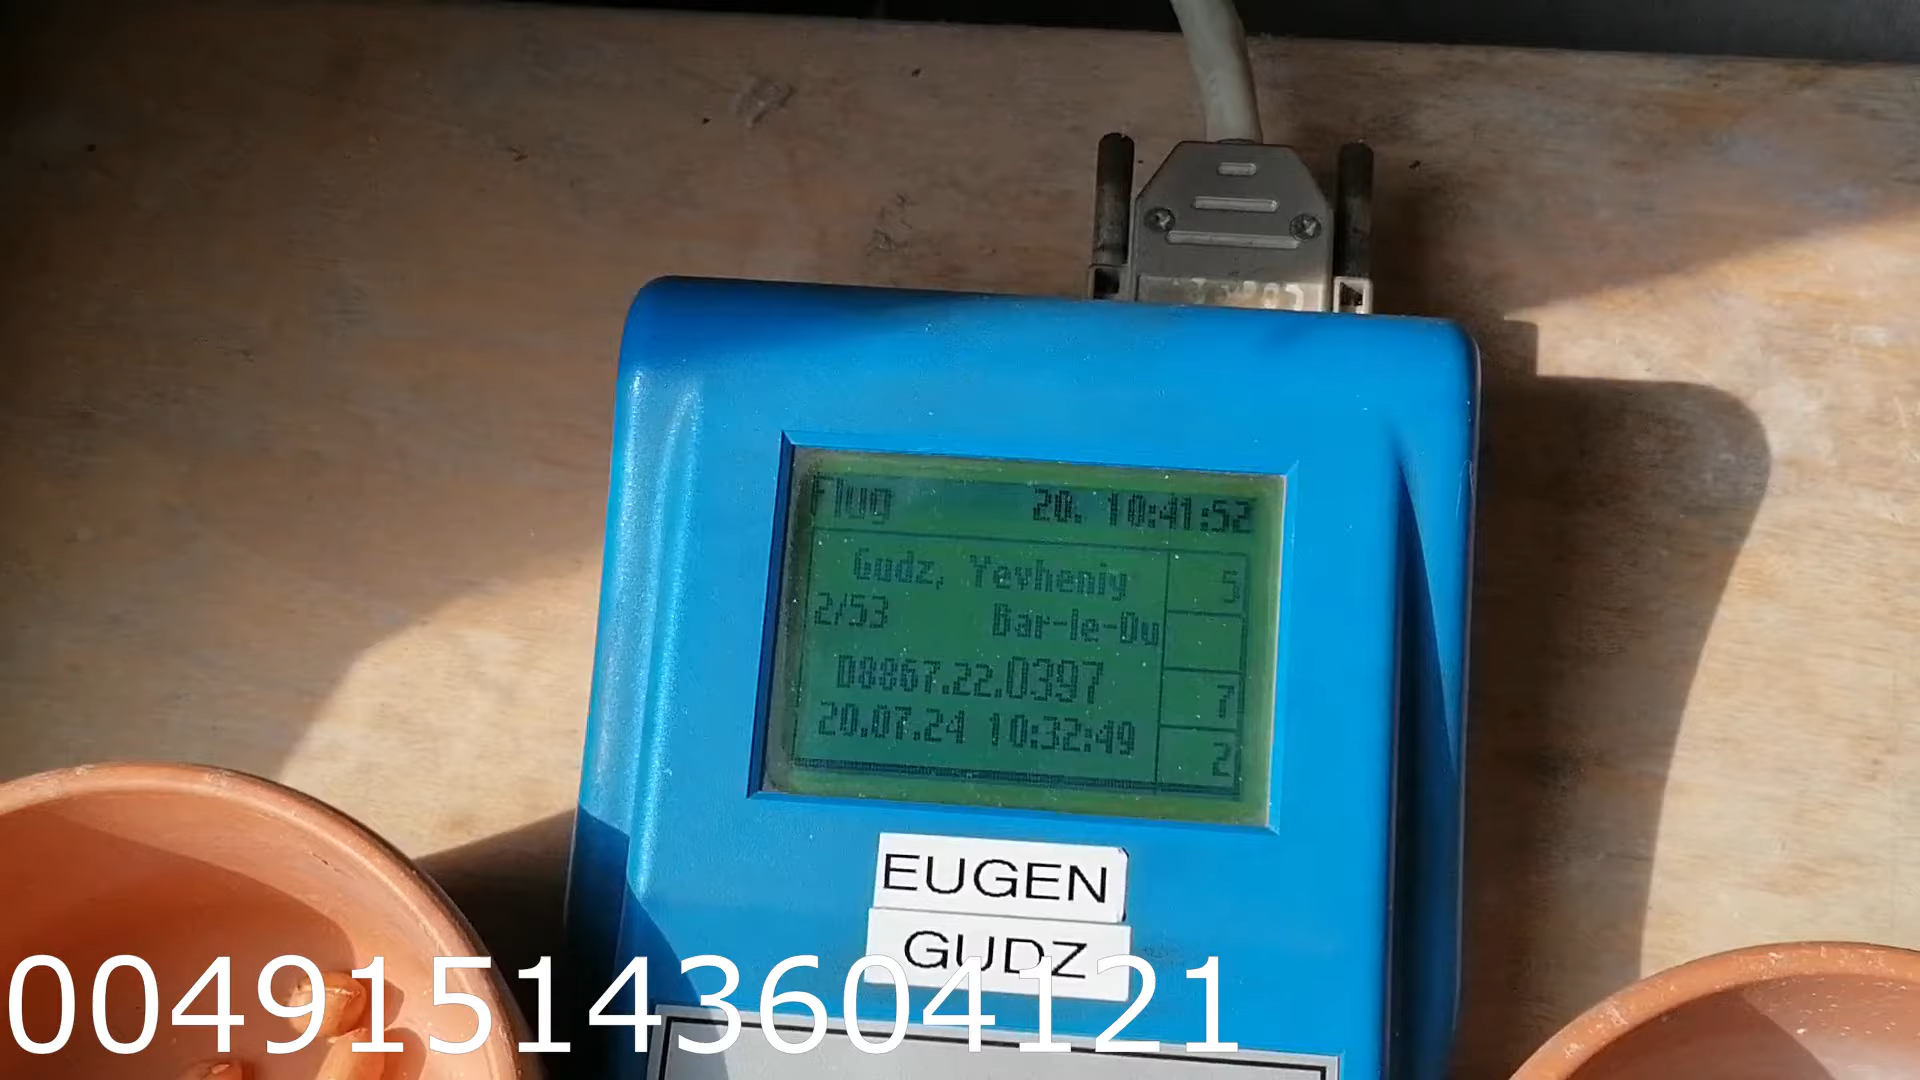 Flug 20. 10:41:52
Gudz, Yevheniy 5
2/53 Bar-le-Du
D8867.22.0397 7
20.07.24 10:32:49 2
EUGEN
GUDZ
004915143604121